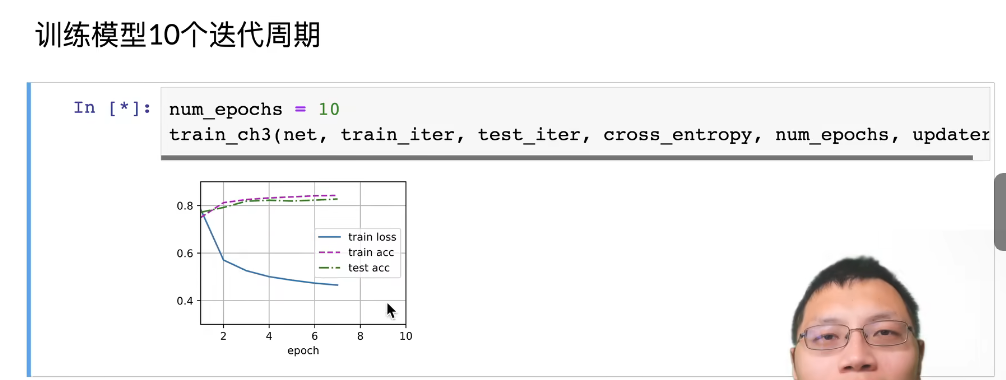 训练模型10个迭代周期
In [*]:
num_epochs = 10
train_ch3(net, train_iter, test_iter, cross_entropy, num_epochs, updater
0.8
0.6
0.4
train loss
train acc
test acc
2 4 6 8 10
epoch